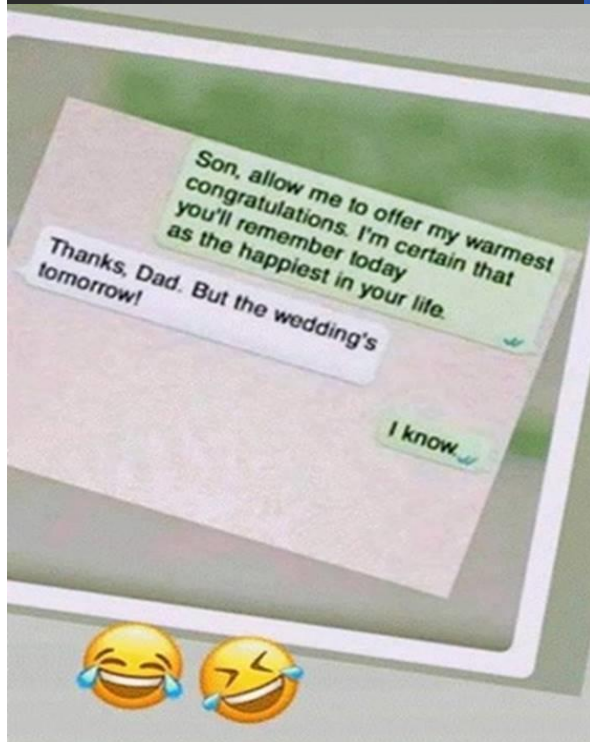 Son, allow me to offer my warmest
congratulations. I'm certain that
you'll remember today
as the happiest in your life.
Thanks, Dad. But the wedding's
tomorrow!
I know.